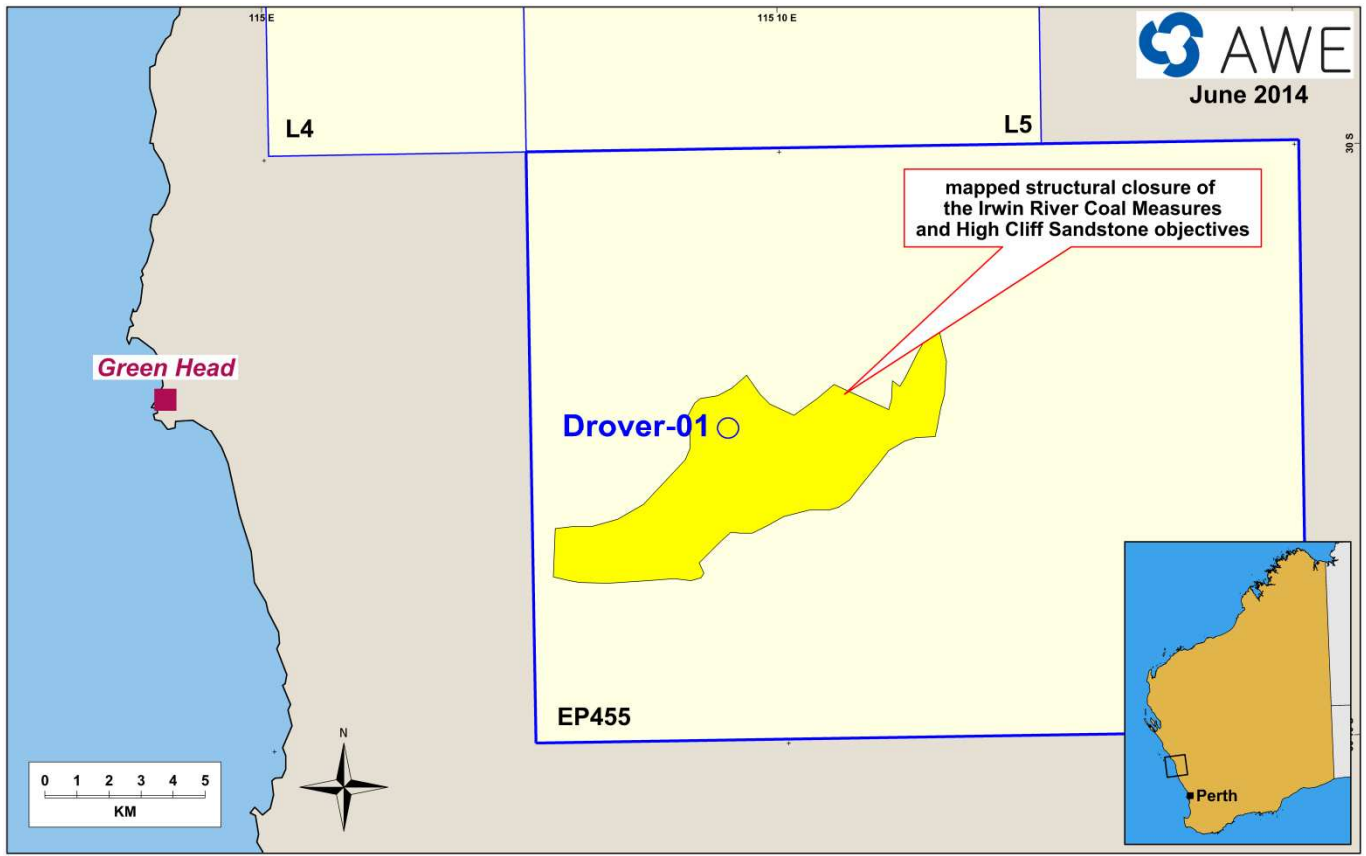 115 E
115 10 E
AWE
June 2014
L4
L5
30 S
mapped structural closure of
the Irwin River Coal Measures
and High Cliff Sandstone objectives
Green Head
Drover-01
EP455
N
0 1 2 3 4 5
KM
Perth